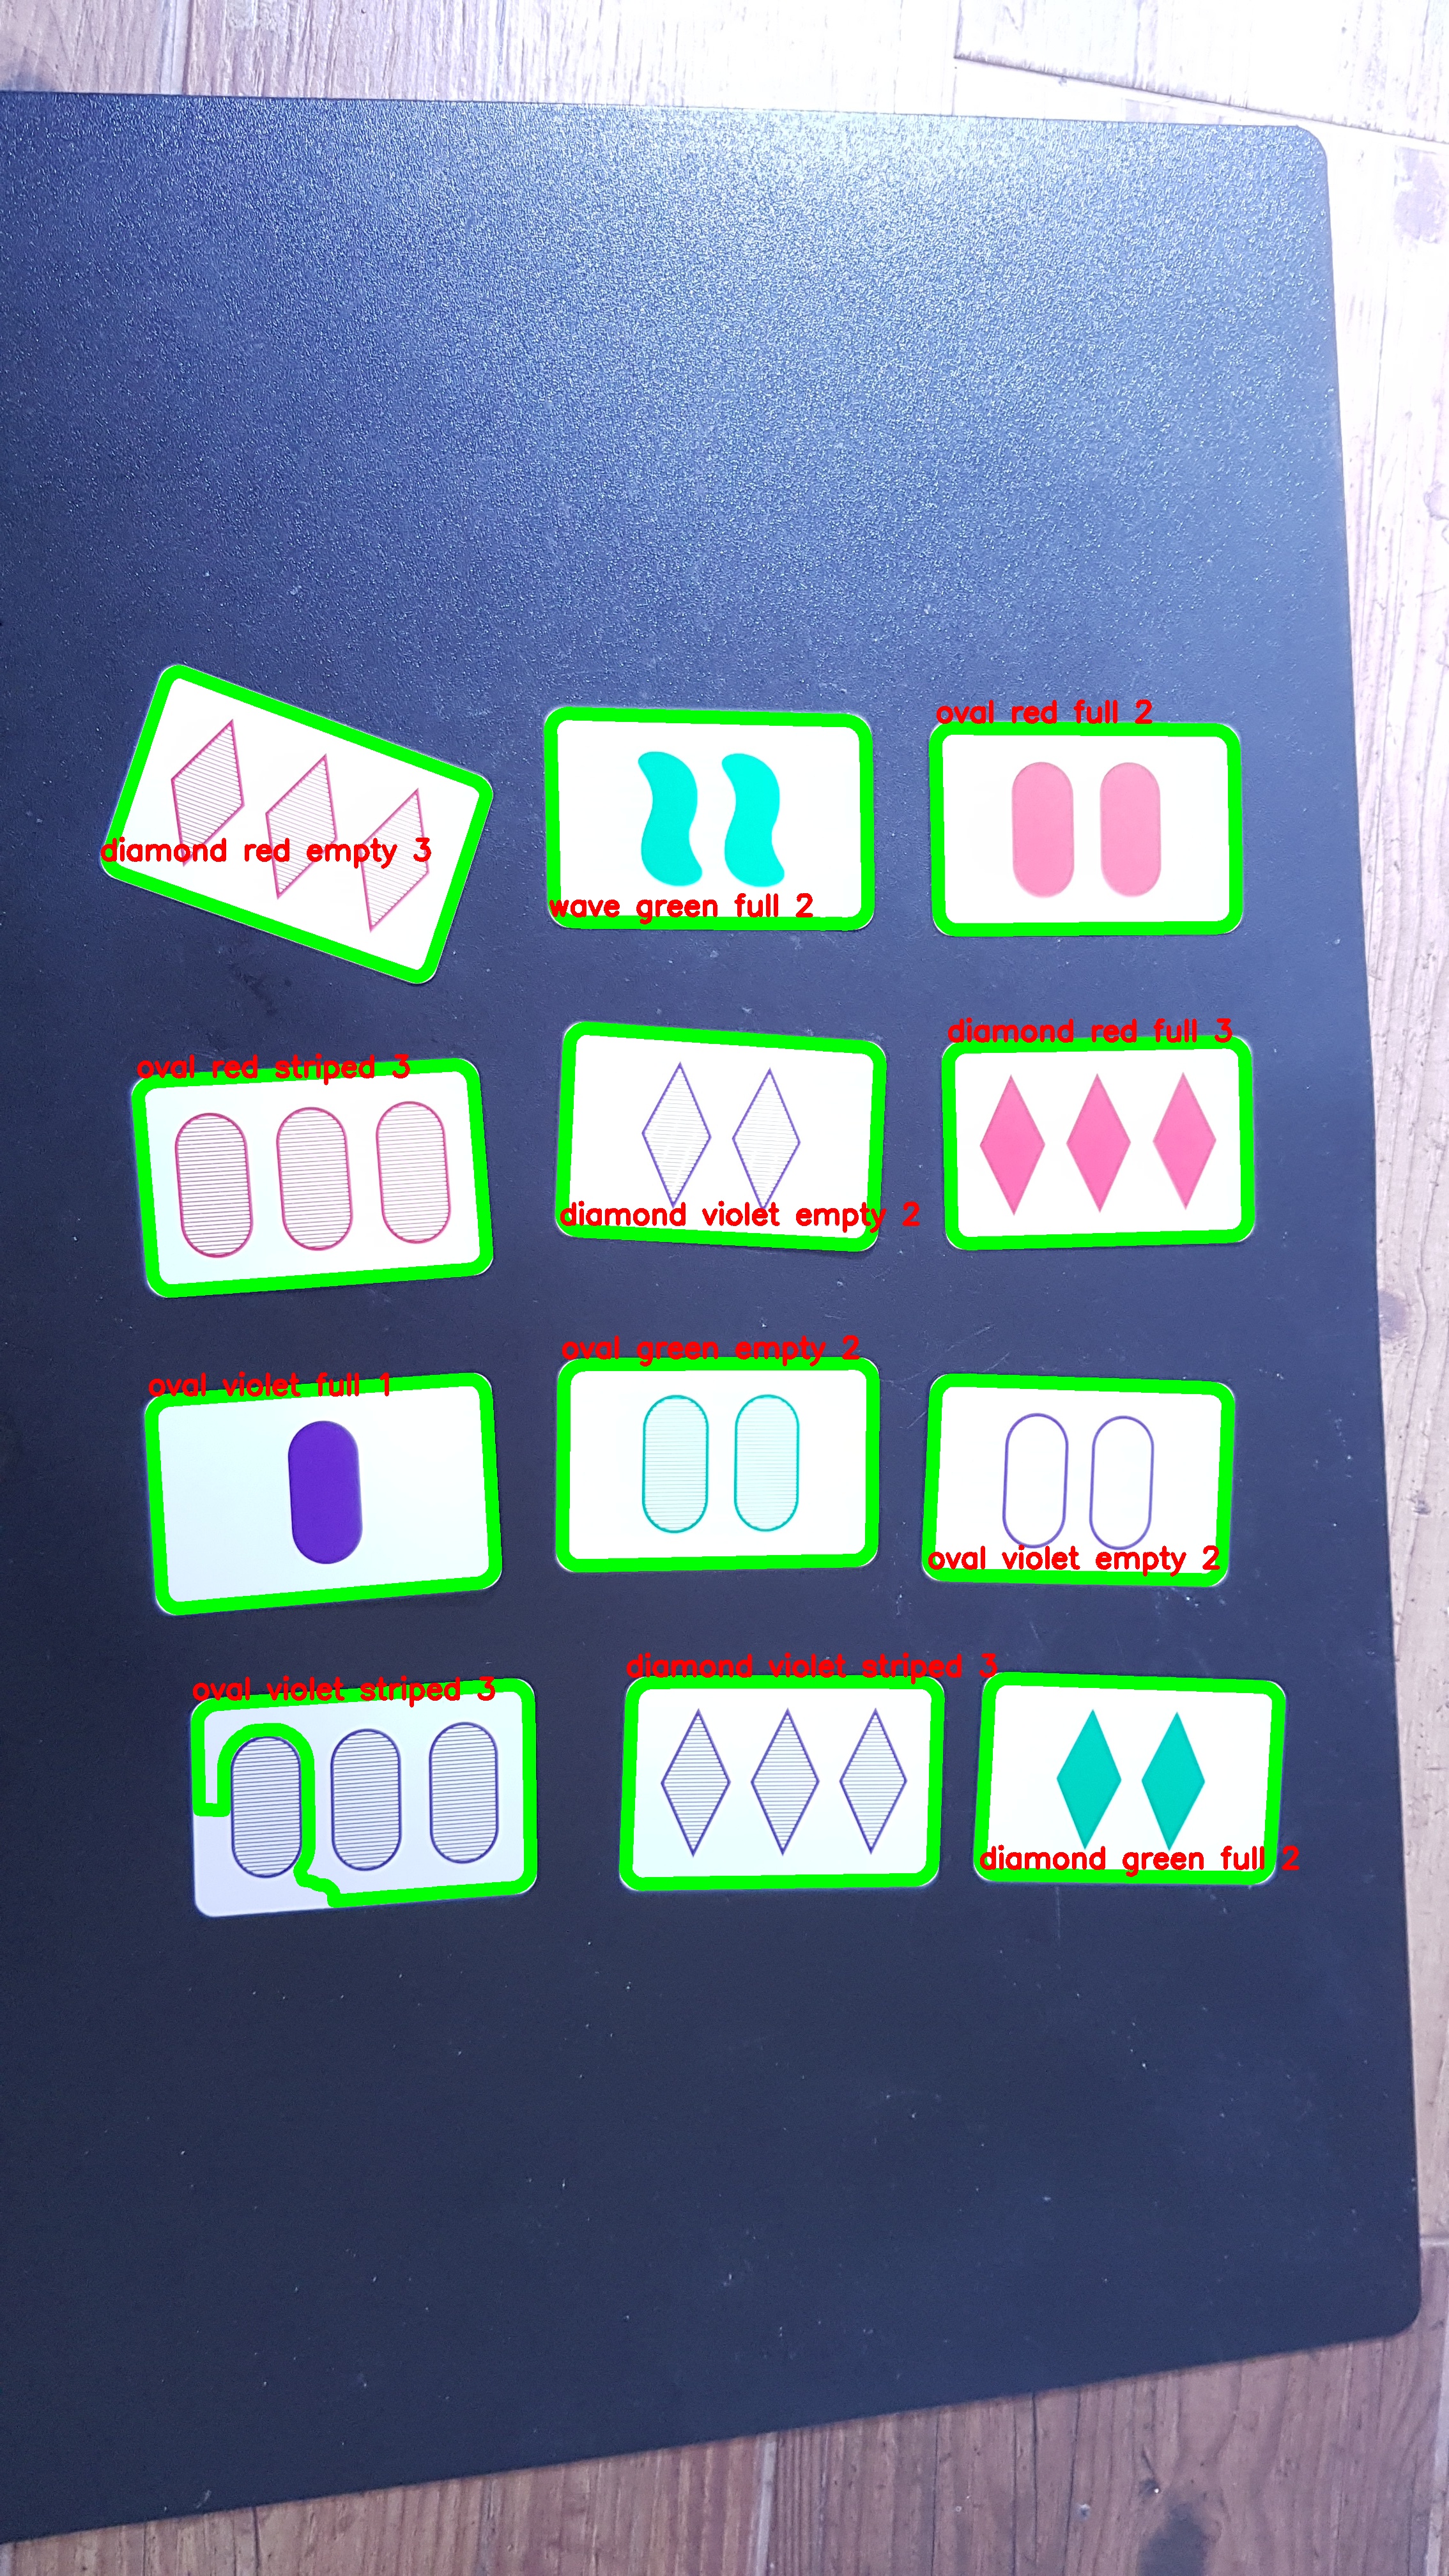 diamond red empty 3
wave green full 2
oval red full 2
oval red striped 3
diamond violet empty 2
diamond red full 3
oval violet full 1
oval green empty 2
oval violet empty 2
oval violet striped 3
diamond violet striped 3
diamond green full 2